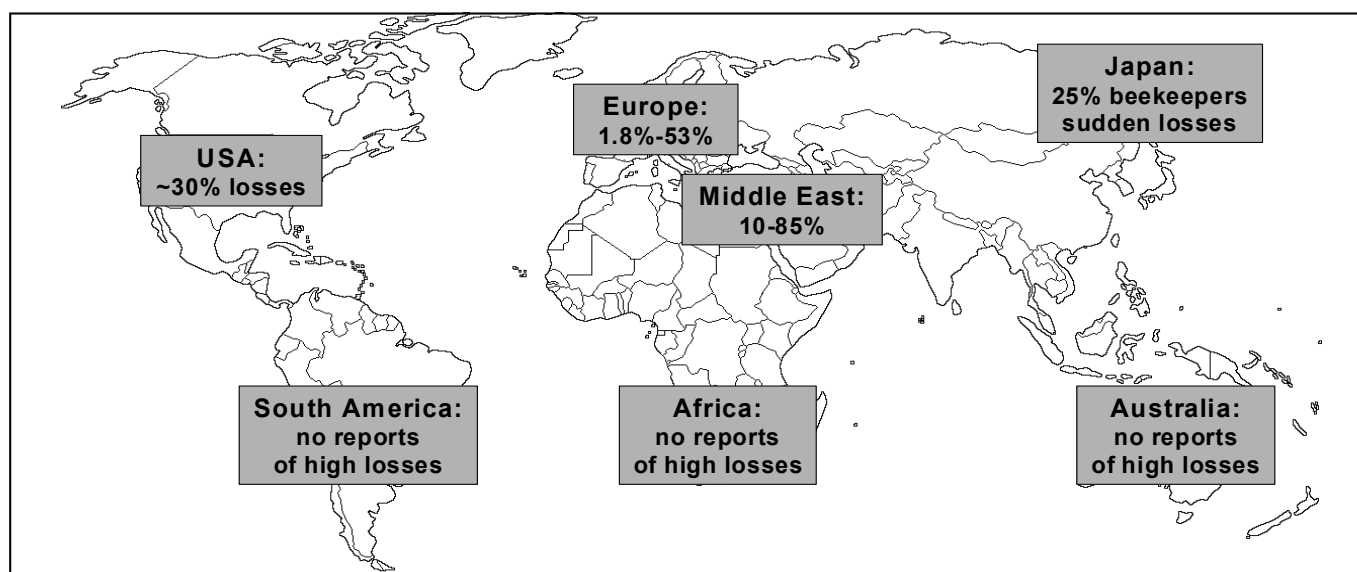 Japan:
25% beekeepers
sudden losses
Europe:
1.8%-53%
USA:
~30% losses
Middle East:
10-85%
South America:
no reports
of high losses
Africa:
no reports
of high losses
Australia:
no reports
of high losses